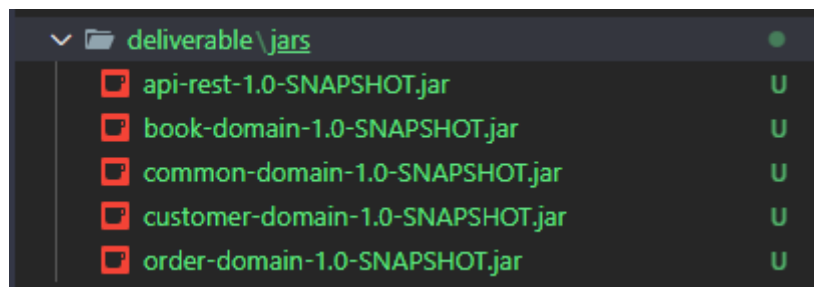 deliverable\jars
api-rest-1.0-SNAPSHOT.jar U
book-domain-1.0-SNAPSHOT.jar U
common-domain-1.0-SNAPSHOT.jar U
customer-domain-1.0-SNAPSHOT.jar U
order-domain-1.0-SNAPSHOT.jar U